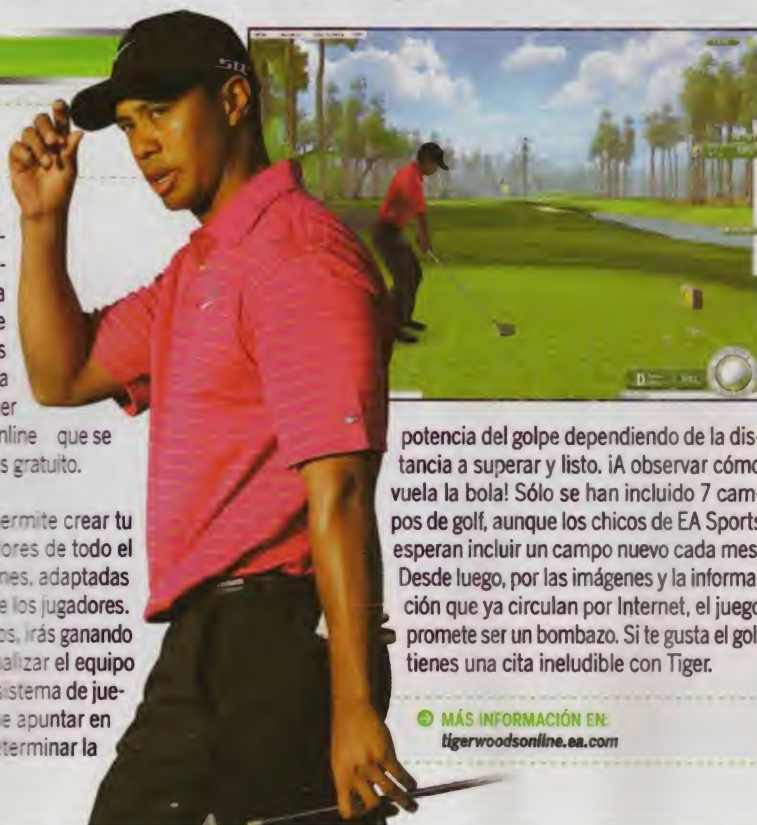 -
-
a
e
s
a
er
nline que se
s gratuito.
ermite crear tu
ores de todo el
nes, adaptadas
e los jugadores.
os, irás ganando
alizar el equipo
sistema de jue-
e apuntar en
terminar la
potencia del golpe dependiendo de la dis-
tancia a superar y listo. ¡A observar cómo
vuela la bola! Sólo se han incluido 7 cam-
pos de golf, aunque los chicos de EA Sports
esperan incluir un campo nuevo cada mes.
Desde luego, por las imágenes y la informa-
ción que ya circulan por Internet, el juego
promete ser un bombazo. Si te gusta el golf
tienes una cita ineludible con Tiger.
MÁS INFORMACIÓN EN:
tigerwoodsonline.ea.com